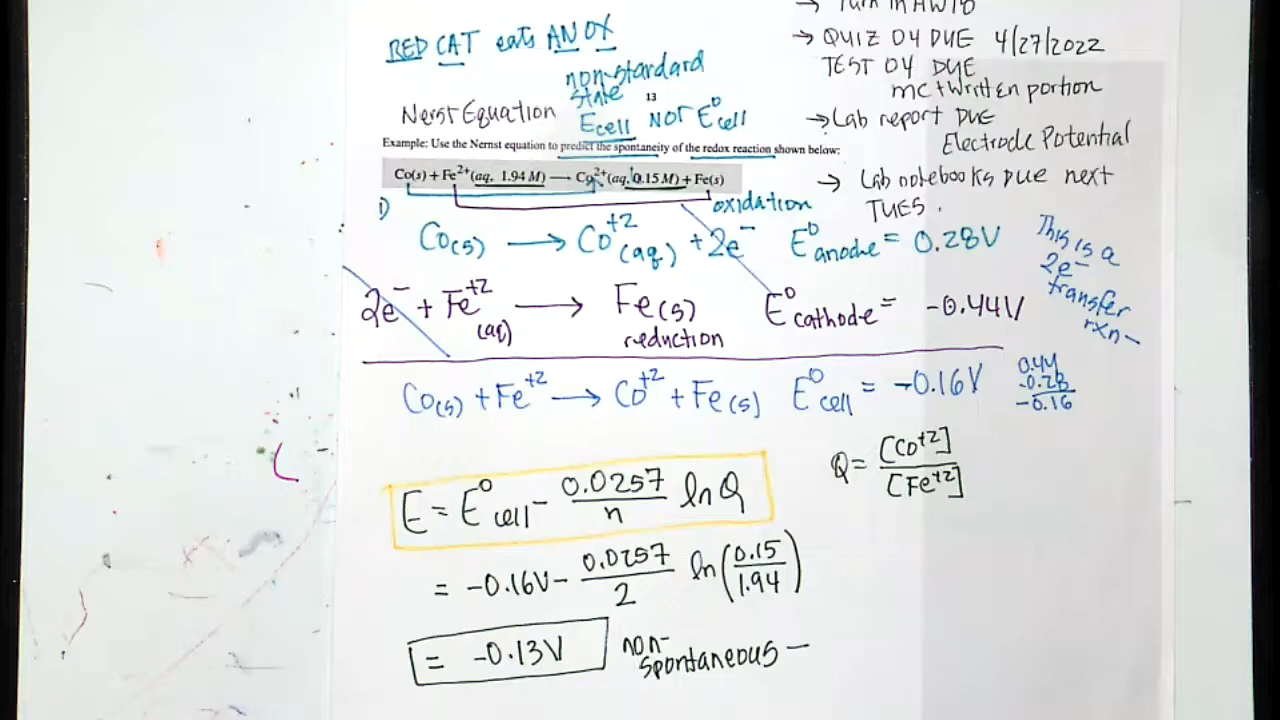 RED CAT eats AN OX
non-standard
state
13
Nerst Equation
Ecell NOT E°cell
Example: Use the Nernst equation to predict the spontaneity of the redox reaction shown below:
Co(s) + Fe²⁺(aq, 1.94 M) ⟶ Co²⁺(aq, 0.15 M) + Fe(s)
→ Turn in HW10
→ QUIZ 04 DUE 4/27/2022
TEST 04 DUE
mc + Written portion
→ Lab report DUE
Electrode Potential
→ Lab notebooks Due next
TUES.
1)
oxidation
Co(s) → Co⁺²(aq) + 2e⁻ E°anode = 0.28V
2e⁻ + Fe⁺²(aq) → Fe(s) E°cathode = -0.44V
reduction
This is a
2e⁻
transfer
rxn-
Co(s) + Fe⁺² → Co⁺² + Fe(s) E°cell = -0.16V
0.44
-0.28
-0.16
Q = [Co⁺²]/[Fe⁺²]
E = E°cell - 0.0257/n ln Q
= -0.16V - 0.0257/2 ln(0.15/1.94)
= -0.13V
non-
spontaneous -